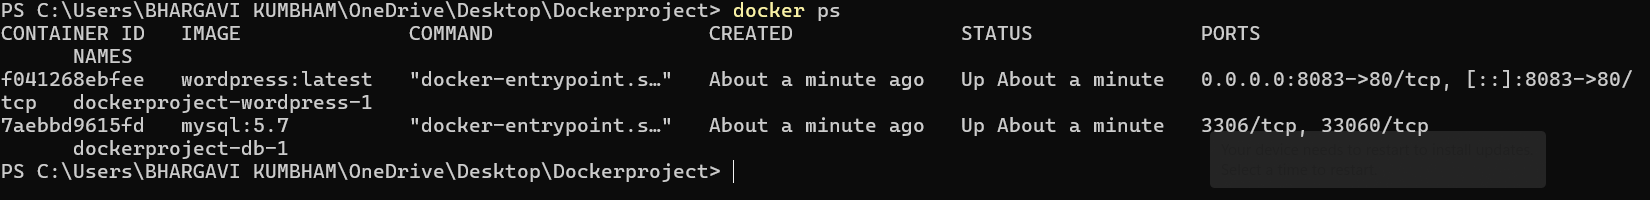 PS C:\Users\BHARGAVI KUMBHAM\OneDrive\Desktop\Dockerproject> docker ps
CONTAINER ID   IMAGE              COMMAND                  CREATED              STATUS              PORTS
      NAMES
f041268ebfee   wordpress:latest   "docker-entrypoint.s…"   About a minute ago   Up About a minute   0.0.0.0:8083->80/tcp, [::]:8083->80/
tcp   dockerproject-wordpress-1
7aebbd9615fd   mysql:5.7          "docker-entrypoint.s…"   About a minute ago   Up About a minute   3306/tcp, 33060/tcp
      dockerproject-db-1
PS C:\Users\BHARGAVI KUMBHAM\OneDrive\Desktop\Dockerproject>